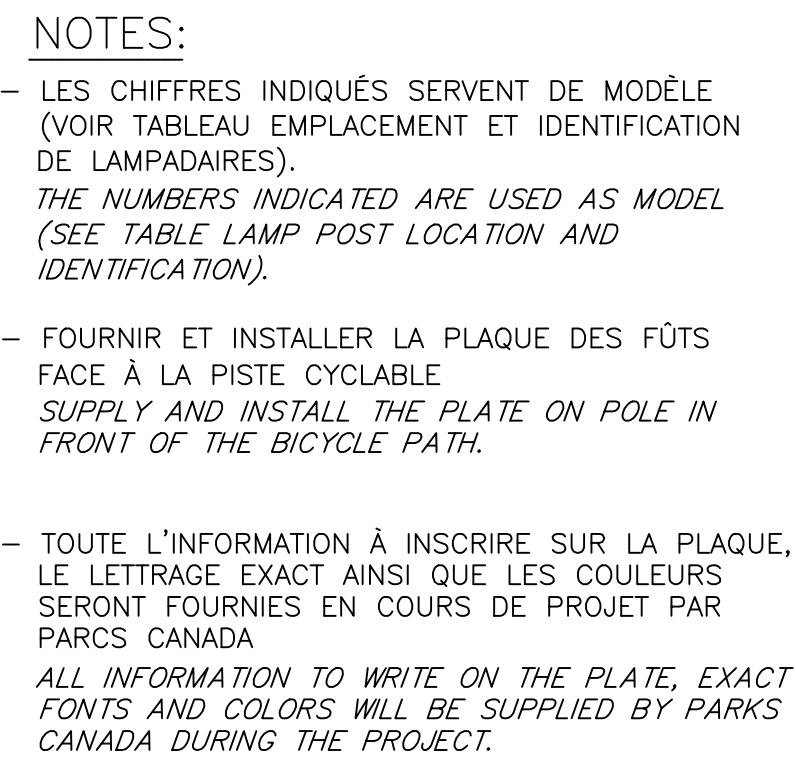 NOTES:
– LES CHIFFRES INDIQUÉS SERVENT DE MODÈLE
(VOIR TABLEAU EMPLACEMENT ET IDENTIFICATION
DE LAMPADAIRES).
THE NUMBERS INDICATED ARE USED AS MODEL
(SEE TABLE LAMP POST LOCATION AND
IDENTIFICATION).
– FOURNIR ET INSTALLER LA PLAQUE DES FÛTS
FACE À LA PISTE CYCLABLE
SUPPLY AND INSTALL THE PLATE ON POLE IN
FRONT OF THE BICYCLE PATH.
– TOUTE L'INFORMATION À INSCRIRE SUR LA PLAQUE,
LE LETTRAGE EXACT AINSI QUE LES COULEURS
SERONT FOURNIES EN COURS DE PROJET PAR
PARCS CANADA
ALL INFORMATION TO WRITE ON THE PLATE, EXACT
FONTS AND COLORS WILL BE SUPPLIED BY PARKS
CANADA DURING THE PROJECT.